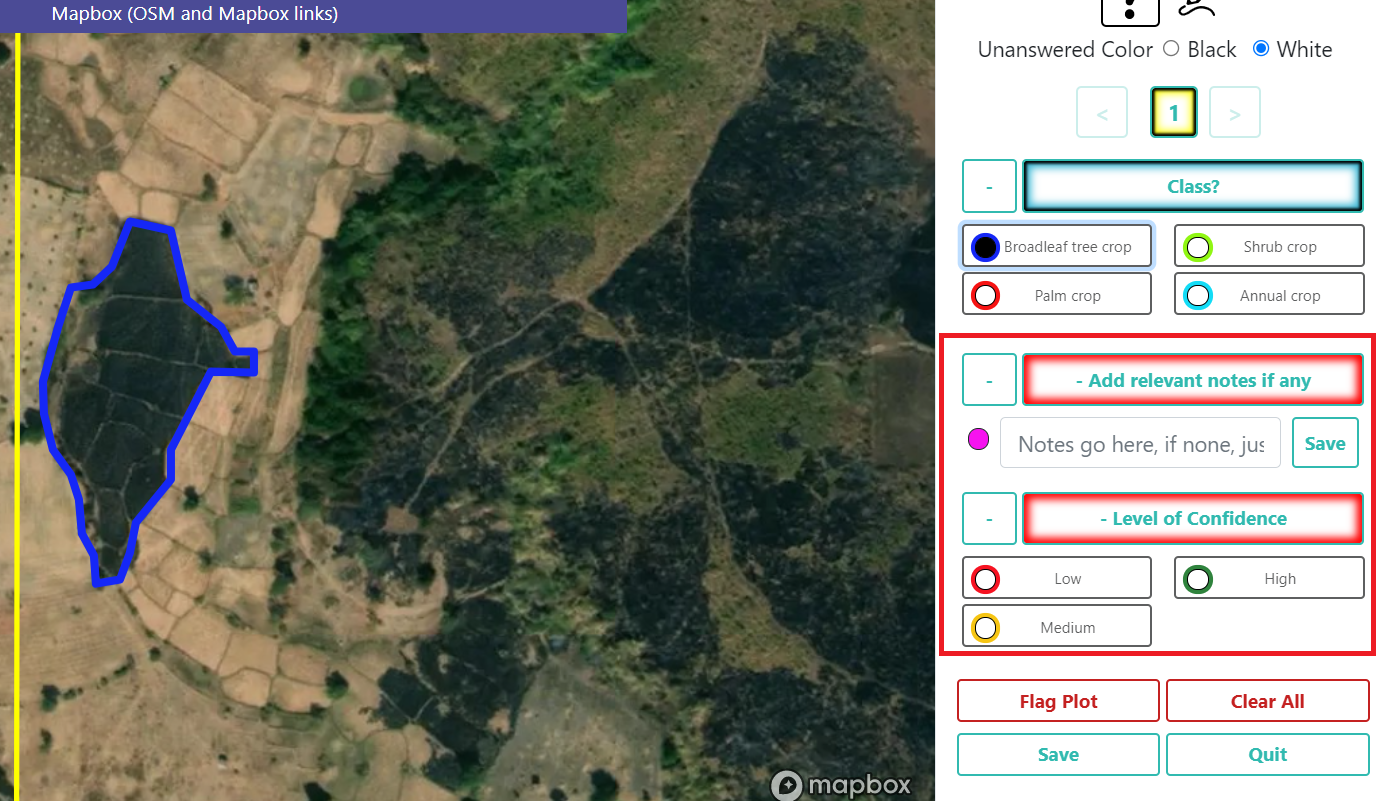 Mapbox (OSM and Mapbox links)
Unanswered Color Black White
< 1 >
- Class?
Broadleaf tree crop Shrub crop
Palm crop Annual crop
- - Add relevant notes if any
Notes go here, if none, jus Save
- - Level of Confidence
Low High
Medium
Flag Plot Clear All
Save Quit
mapbox